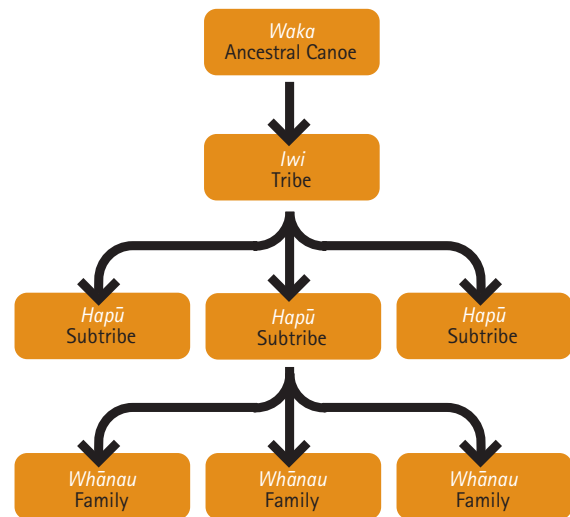 Waka
Ancestral Canoe
Iwi
Tribe
Hapū
Subtribe
Hapū
Subtribe
Hapū
Subtribe
Whānau
Family
Whānau
Family
Whānau
Family